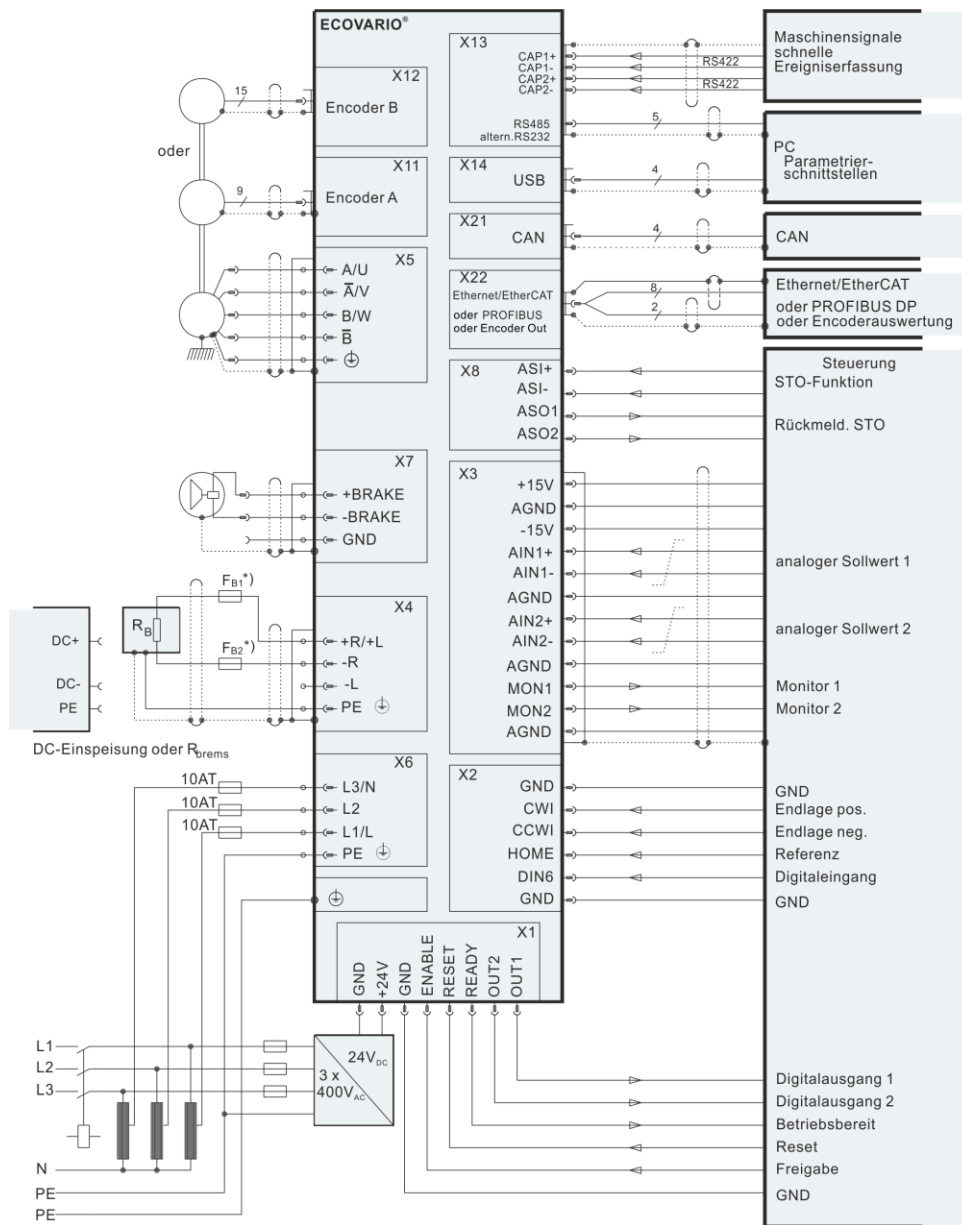 ECOVARIO®
X12
15
Encoder B
oder
X11
9
Encoder A
X5
A/U
A̅/V
B/W
B̅
X7
+BRAKE
-BRAKE
GND
FB1*)
X4
DC+
RB
+R/+L
FB2*)
-R
DC-
-L
PE
PE
DC-Einspeisung oder Rbrems
X6
10AT
L3/N
10AT
L2
10AT
L1/L
PE
X13
CAP1+
CAP1-
RS422
CAP2+
CAP2-
RS422
RS485
altern.RS232
5
Maschinensignale
schnelle
Ereigniserfassung
X14
USB
4
PC
Parametrier-
schnittstellen
X21
CAN
4
CAN
X22
Ethernet/EtherCAT
oder PROFIBUS
oder Encoder Out
8
2
Ethernet/EtherCAT
oder PROFIBUS DP
oder Encoderauswertung
X8
ASI+
ASI-
ASO1
ASO2
Steuerung
STO-Funktion
Rückmeld. STO
X3
+15V
AGND
-15V
AIN1+
AIN1-
analoger Sollwert 1
AGND
AIN2+
AIN2-
analoger Sollwert 2
AGND
MON1
Monitor 1
MON2
Monitor 2
AGND
X2
GND
GND
CWI
Endlage pos.
CCWI
Endlage neg.
HOME
Referenz
DIN6
Digitaleingang
GND
GND
X1
GND
+24V
GND
ENABLE
RESET
READY
OUT2
OUT1
L1
L2
L3
24VDC
3 x
400VAC
N
PE
PE
Digitalausgang 1
Digitalausgang 2
Betriebsbereit
Reset
Freigabe
GND